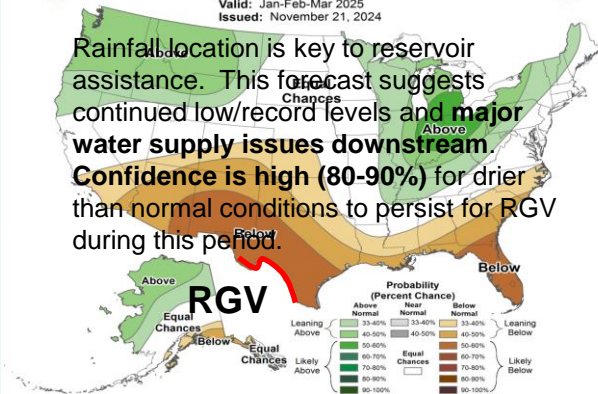 Valid: Jan-Feb-Mar 2025
Issued: November 21, 2024
Rainfall location is key to reservoir
assistance. This forecast suggests
continued low/record levels and major
water supply issues downstream.
Confidence is high (80-90%) for drier
than normal conditions to persist for RGV
during this period.
Above
Equal
Chances
Above
Below
Below
RGV
Above
Equal
Chances
Below
Equal
Chances
Probability
(Percent Chance)
Above
Normal
Near
Normal
Below
Normal
Leaning
Above
33-40%
33-40%
33-40%
Leaning
Below
40-50%
40-50%
40-50%
50-60%
50-60%
Likely
Above
60-70%
Equal
Chances
60-70%
Likely
Below
70-80%
70-80%
80-90%
80-90%
90-100%
90-100%